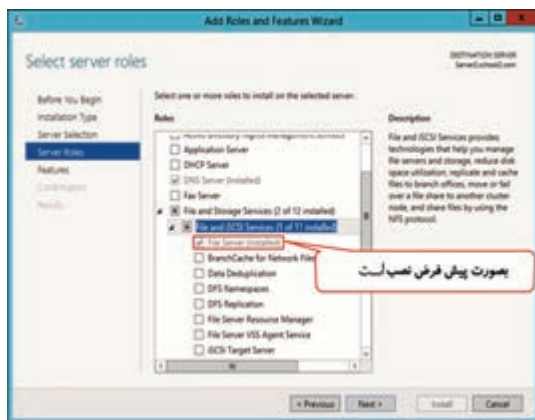 Add Roles and Features Wizard
Select server roles
DESTINATION SERVER
Before You Begin
Installation Type
Server Selection
Server Roles
Features
Confirmation
Results
Select one or more roles to install on the selected server.
Roles
Application Server
DHCP Server
DNS Server (Installed)
Fax Server
File and Storage Services (2 of 12 installed)
File and iSCSI Services (1 of 11 installed)
File Server (Installed)
BranchCache for Network Files
Data Deduplication
DFS Namespaces
DFS Replication
File Server Resource Manager
File Server VSS Agent Service
iSCSI Target Server
Description
File and iSCSI Services provides
technologies that help you manage
file servers and storage, reduce disk
space utilization, replicate and cache
files to branch offices, move or fail
over a file share to another cluster
node, and share files by using the
NFS protocol.
بصورت پیش فرض نصب است
< Previous
Next >
Install
Cancel